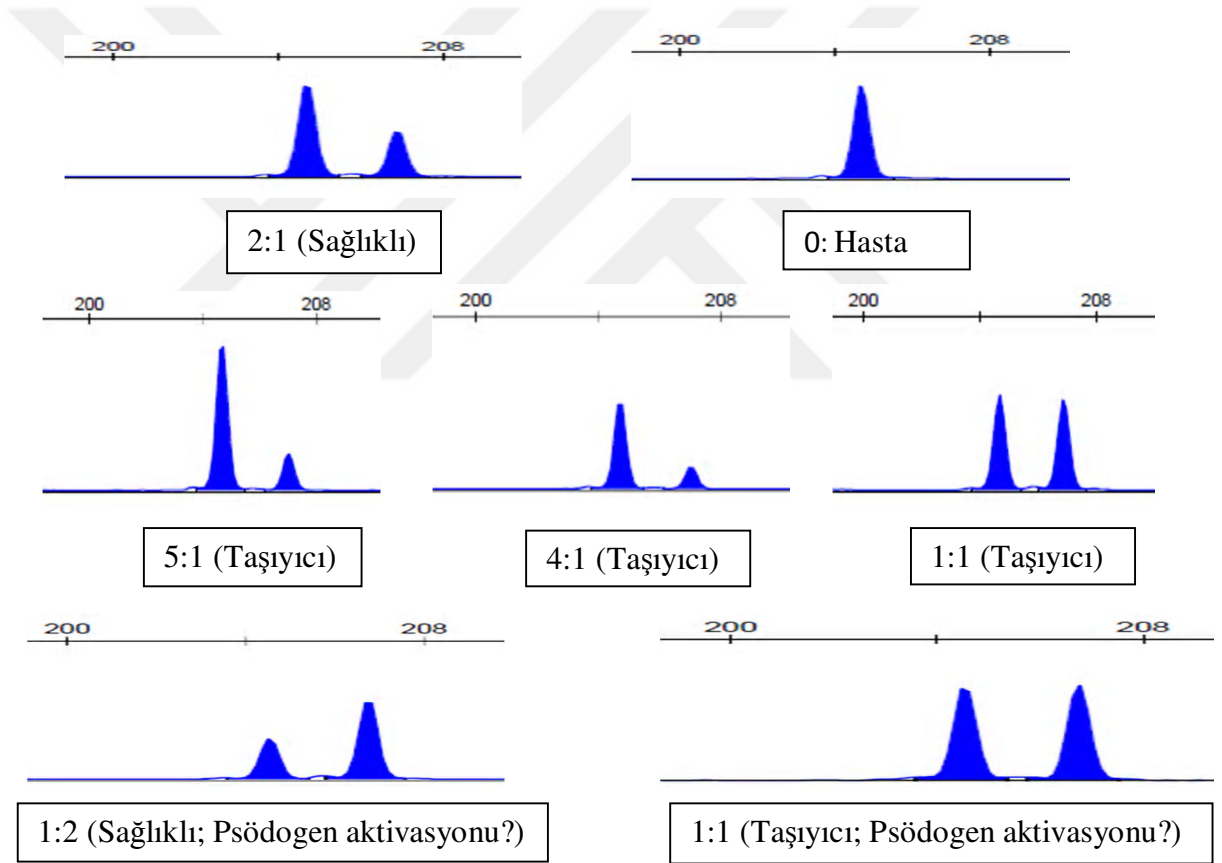 200 208
200 208
2:1 (Sağlıklı)
0: Hasta
200 208
200 208
200 208
5:1 (Taşıyıcı)
4:1 (Taşıyıcı)
1:1 (Taşıyıcı)
200 208
200 208
1:2 (Sağlıklı; Psödogen aktivasyonu?)
1:1 (Taşıyıcı; Psödogen aktivasyonu?)